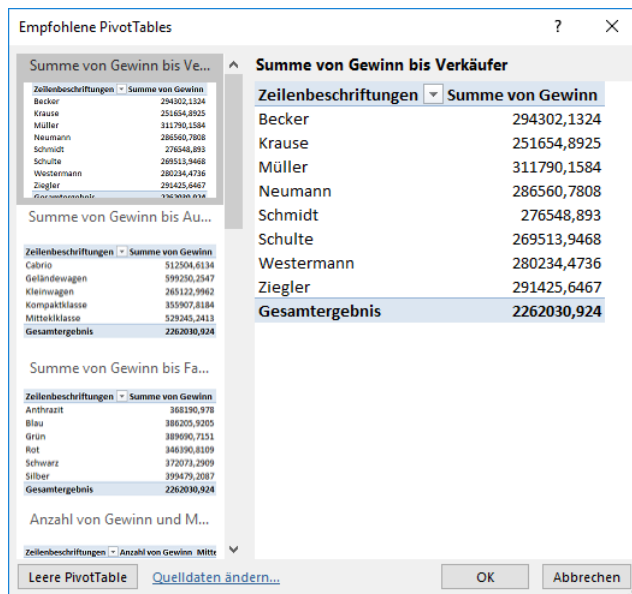 Empfohlene PivotTables ?
Summe von Gewinn bis Ve...
Zeilenbeschriftungen Summe von Gewinn
Becker 294302,1324
Krause 251654,8925
Müller 311790,1584
Neumann 286560,7808
Schmidt 276548,893
Schulte 269513,9468
Westermann 280234,4736
Ziegler 291425,6467
Gesamtergebnis 2262030,924
Summe von Gewinn bis Au...
Zeilenbeschriftungen Summe von Gewinn
Cabrio 512504,6134
Geländewagen 599250,2547
Kleinwagen 265122,9962
Kompaktklasse 355907,8184
Mitteklklasse 529245,2413
Gesamtergebnis 2262030,924
Summe von Gewinn bis Fa...
Zeilenbeschriftungen Summe von Gewinn
Anthrazit 368190,978
Blau 386205,9205
Grün 389690,7151
Rot 346390,8109
Schwarz 372073,2909
Silber 399479,2087
Gesamtergebnis 2262030,924
Anzahl von Gewinn und M...
Zeilenbeschriftungen Anzahl von Gewinn Mitte
Summe von Gewinn bis Verkäufer
Zeilenbeschriftungen Summe von Gewinn
Becker 294302,1324
Krause 251654,8925
Müller 311790,1584
Neumann 286560,7808
Schmidt 276548,893
Schulte 269513,9468
Westermann 280234,4736
Ziegler 291425,6467
Gesamtergebnis 2262030,924
Leere PivotTable Quelldaten ändern... OK Abbrechen